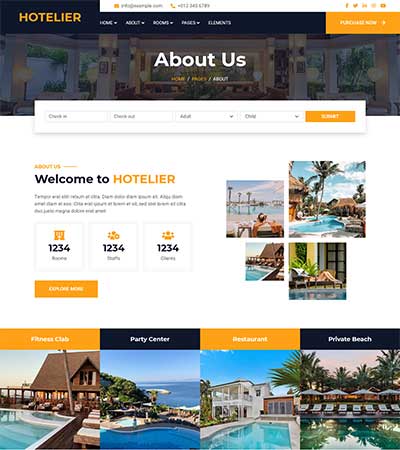 HOTELIER
info@example.com
+012 345 6789
HOME
ABOUT
ROOMS
PAGES
ELEMENTS
PURCHASE NOW
About Us
HOME / PAGES / ABOUT
Check in
Check out
Adult
Child
SUBMIT
ABOUT US
Welcome to HOTELIER
Tempor erat elitr rebum at clita. Diam dolor diam ipsum sit. Aliqu diam
amet diam et eos. Clita erat ipsum et lorem et sit, sed stet lorem sit clita
duo justo magna dolore erat amet
1234
Rooms
1234
Staffs
1234
Clients
EXPLORE MORE
Fitness Clab
Party Center
Restaurant
Private Beach